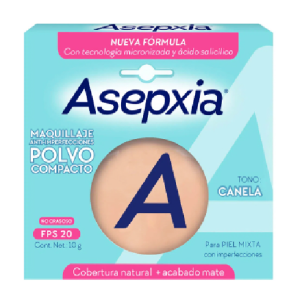 NUEVA FÓRMULA
Con tecnología micronizada y ácido salicílico
Asepxia
MAQUILLAJE
ANTI-IMPERFECCIONES
POLVO
COMPACTO
TONO
CANELA
A
NO GRASOSO
FPS 20
Cont. Net. 10 g
Para PIEL MIXTA
con imperfecciones
Cobertura natural + acabado mate